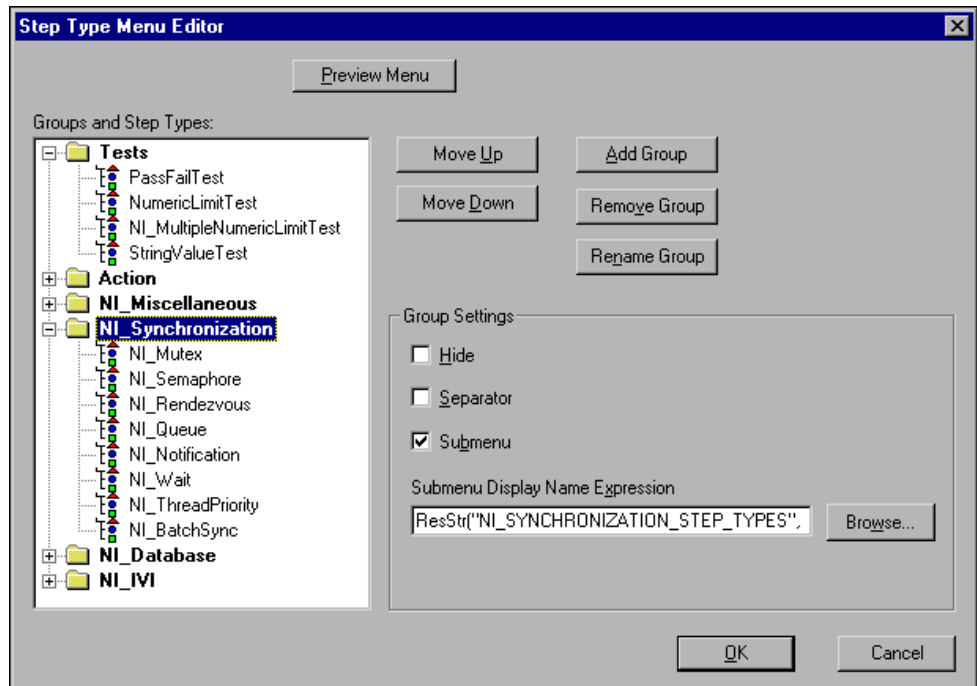 Step Type Menu Editor
Preview Menu
Groups and Step Types:
Tests
PassFailTest
NumericLimitTest
NI_MultipleNumericLimitTest
StringValueTest
Action
NI_Miscellaneous
NI_Synchronization
NI_Mutex
NI_Semaphore
NI_Rendezvous
NI_Queue
NI_Notification
NI_Wait
NI_ThreadPriority
NI_BatchSync
NI_Database
NI_IVI
Move Up
Add Group
Move Down
Remove Group
Rename Group
Group Settings
Hide
Separator
Submenu
Submenu Display Name Expression
ResStr("NI_SYNCHRONIZATION_STEP_TYPES",
Browse...
OK
Cancel